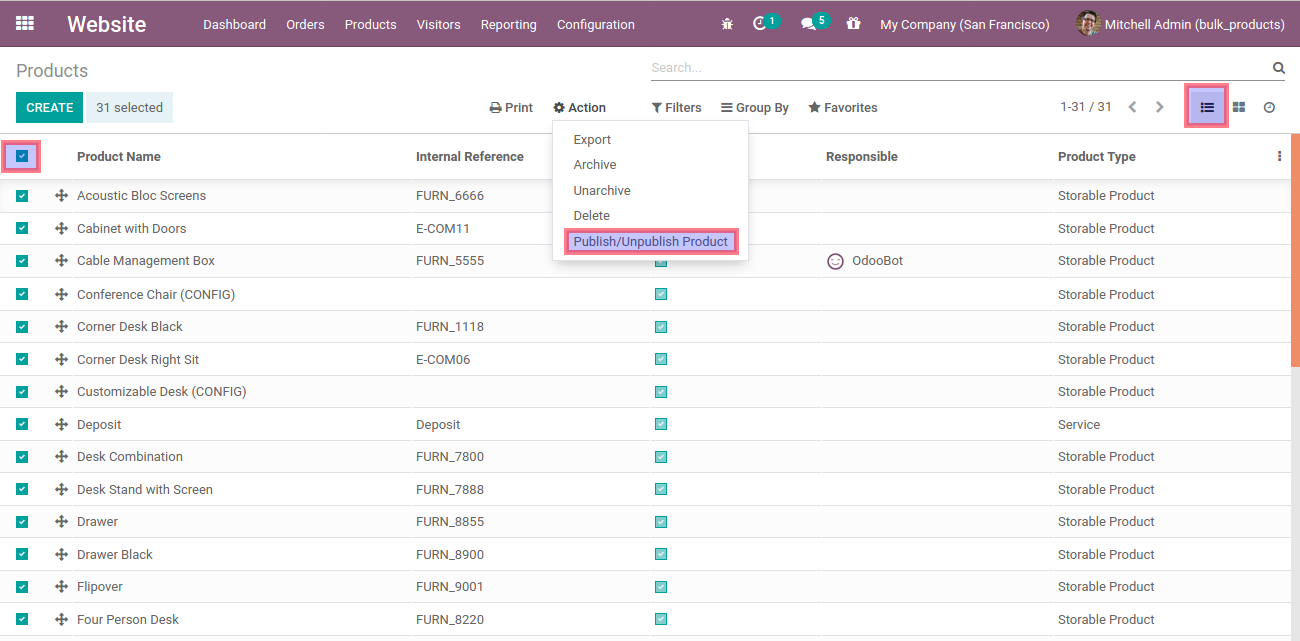 Website Dashboard Orders Products Visitors Reporting Configuration 1 5 My Company (San Francisco) Mitchell Admin (bulk_products)
Products Search...
CREATE 31 selected Print Action Filters Group By Favorites 1-31 / 31
Export
Archive
Unarchive
Delete
Publish/Unpublish Product
Product Name Internal Reference Responsible Product Type
Acoustic Bloc Screens FURN_6666 Storable Product
Cabinet with Doors E-COM11 Storable Product
Cable Management Box FURN_5555 OdooBot Storable Product
Conference Chair (CONFIG) Storable Product
Corner Desk Black FURN_1118 Storable Product
Corner Desk Right Sit E-COM06 Storable Product
Customizable Desk (CONFIG) Storable Product
Deposit Deposit Service
Desk Combination FURN_7800 Storable Product
Desk Stand with Screen FURN_7888 Storable Product
Drawer FURN_8855 Storable Product
Drawer Black FURN_8900 Storable Product
Flipover FURN_9001 Storable Product
Four Person Desk FURN_8220 Storable Product